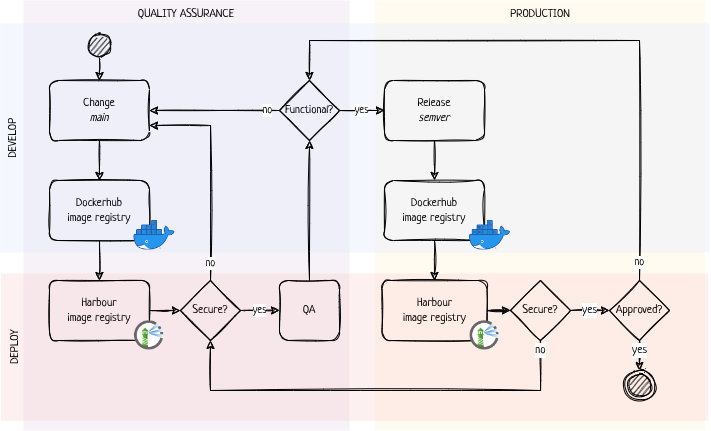 QUALITY ASSURANCE
PRODUCTION
DEVELOP
Change
main
no
Functional?
yes
Release
semver
Dockerhub
image registry
Dockerhub
image registry
no
no
DEPLOY
Harbour
image registry
Secure?
yes
QA
Harbour
image registry
Secure?
yes
Approved?
no
yes